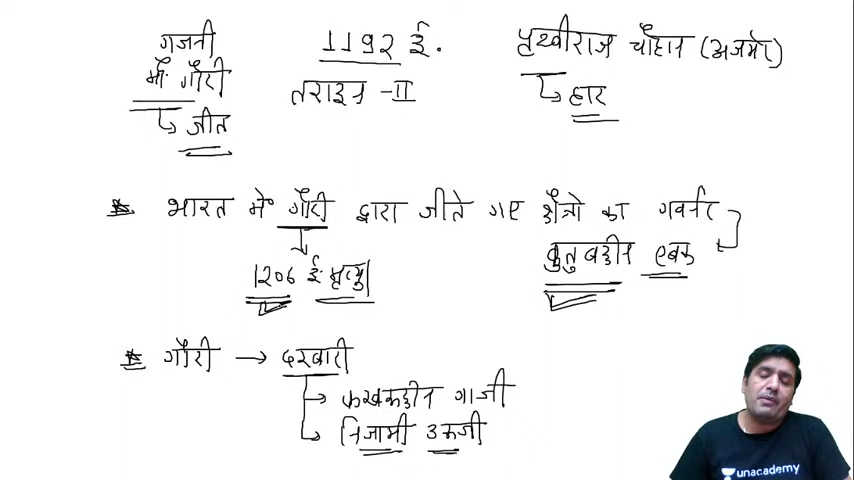 गजनी
मो. गौरी
जीत
1192 ई.
तराइन -II
पृथ्वीराज चौहान (अजमेर)
हार
* भारत में गौरी द्वारा जीते गए क्षेत्रो का गवर्नर
कुतुबद्दीन ऐबक
1206 ई. मृत्यु
* गौरी → दरबारी
फखरूद्दीन गाजी
निजामी उरूजी
unacademy